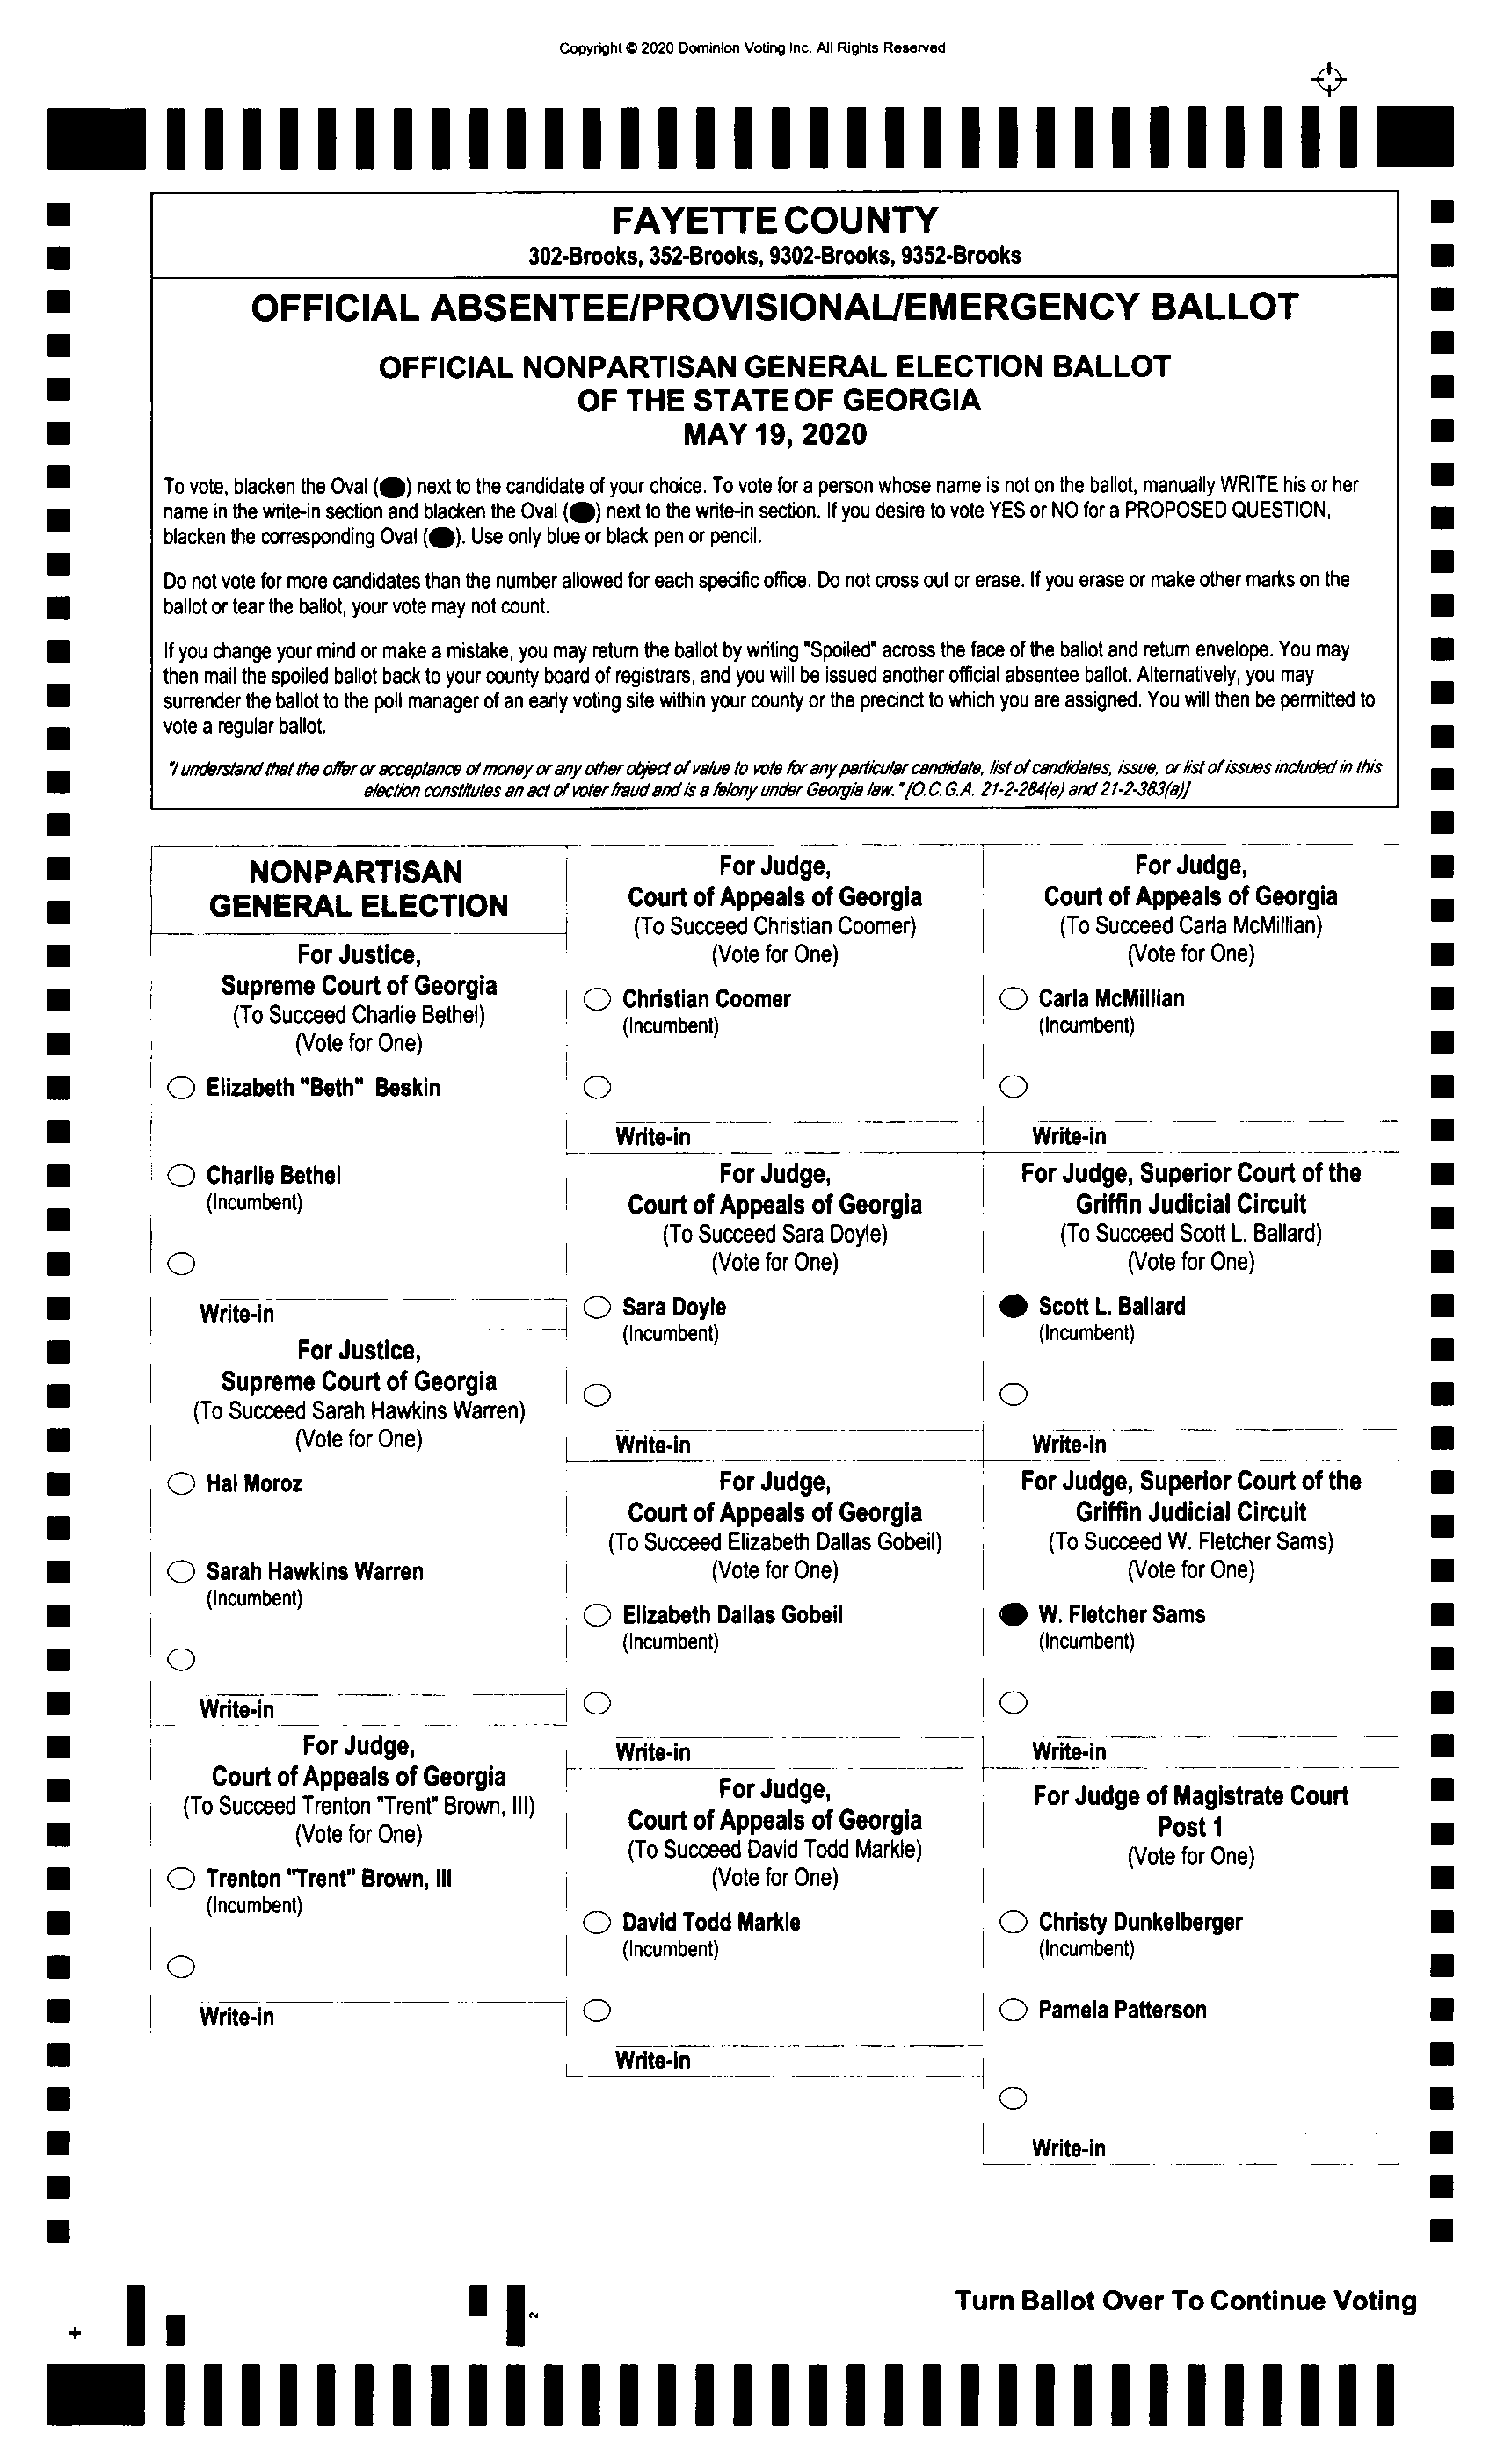 Copyright © 2020 Dominion Voting Inc. All Rights Reserved
FAYETTE COUNTY
302-Brooks, 352-Brooks, 9302-Brooks, 9352-Brooks
OFFICIAL ABSENTEE/PROVISIONAL/EMERGENCY BALLOT
OFFICIAL NONPARTISAN GENERAL ELECTION BALLOT
OF THE STATE OF GEORGIA
MAY 19, 2020
To vote, blacken the Oval (●) next to the candidate of your choice. To vote for a person whose name is not on the ballot, manually WRITE his or her
name in the write-in section and blacken the Oval (●) next to the write-in section. If you desire to vote YES or NO for a PROPOSED QUESTION,
blacken the corresponding Oval (●). Use only blue or black pen or pencil.
Do not vote for more candidates than the number allowed for each specific office. Do not cross out or erase. If you erase or make other marks on the
ballot or tear the ballot, your vote may not count.
If you change your mind or make a mistake, you may return the ballot by writing "Spoiled" across the face of the ballot and return envelope. You may
then mail the spoiled ballot back to your county board of registrars, and you will be issued another official absentee ballot. Alternatively, you may
surrender the ballot to the poll manager of an early voting site within your county or the precinct to which you are assigned. You will then be permitted to
vote a regular ballot.
"I understand that the offer or acceptance of money or any other object of value to vote for any particular candidate, list of candidates, issue, or list of issues included in this
election constitutes an act of voter fraud and is a felony under Georgia law." [O.C.G.A. 21-2-284(e) and 21-2-383(a)]
NONPARTISAN
GENERAL ELECTION
For Justice,
Supreme Court of Georgia
(To Succeed Charlie Bethel)
(Vote for One)
Elizabeth "Beth" Beskin
Charlie Bethel
(Incumbent)
Write-in
For Justice,
Supreme Court of Georgia
(To Succeed Sarah Hawkins Warren)
(Vote for One)
Hal Moroz
Sarah Hawkins Warren
(Incumbent)
Write-in
For Judge,
Court of Appeals of Georgia
(To Succeed Trenton "Trent" Brown, III)
(Vote for One)
Trenton "Trent" Brown, III
(Incumbent)
Write-in
For Judge,
Court of Appeals of Georgia
(To Succeed Christian Coomer)
(Vote for One)
Christian Coomer
(Incumbent)
Write-in
For Judge,
Court of Appeals of Georgia
(To Succeed Sara Doyle)
(Vote for One)
Sara Doyle
(Incumbent)
Write-in
For Judge,
Court of Appeals of Georgia
(To Succeed Elizabeth Dallas Gobeil)
(Vote for One)
Elizabeth Dallas Gobeil
(Incumbent)
Write-in
For Judge,
Court of Appeals of Georgia
(To Succeed David Todd Markle)
(Vote for One)
David Todd Markle
(Incumbent)
Write-in
For Judge,
Court of Appeals of Georgia
(To Succeed Carla McMillian)
(Vote for One)
Carla McMillian
(Incumbent)
Write-in
For Judge, Superior Court of the
Griffin Judicial Circuit
(To Succeed Scott L. Ballard)
(Vote for One)
Scott L. Ballard
(Incumbent)
Write-in
For Judge, Superior Court of the
Griffin Judicial Circuit
(To Succeed W. Fletcher Sams)
(Vote for One)
W. Fletcher Sams
(Incumbent)
Write-in
For Judge of Magistrate Court
Post 1
(Vote for One)
Christy Dunkelberger
(Incumbent)
Pamela Patterson
Write-in
2
Turn Ballot Over To Continue Voting